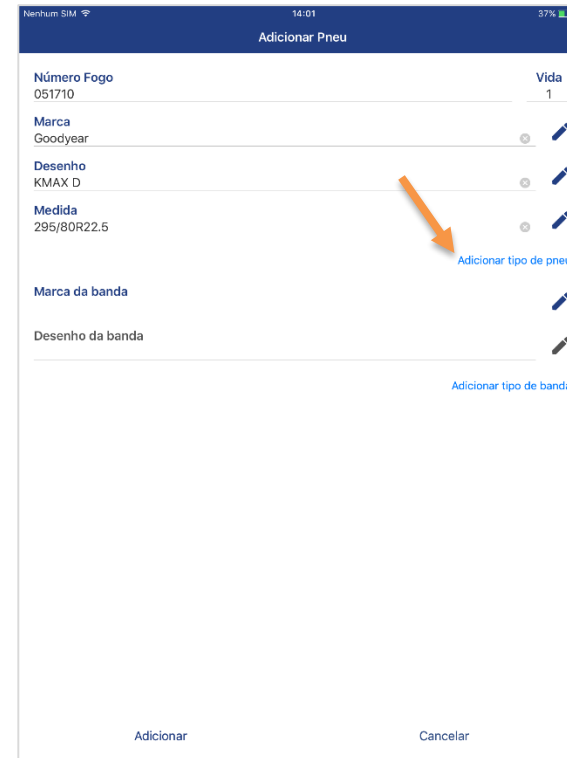 Nenhum SIM 14:01 37%
Adicionar Pneu
Número Fogo Vida
051710 1
Marca
Goodyear
Desenho
KMAX D
Medida
295/80R22.5
Adicionar tipo de pneu
Marca da banda
Desenho da banda
Adicionar tipo de banda
Adicionar Cancelar